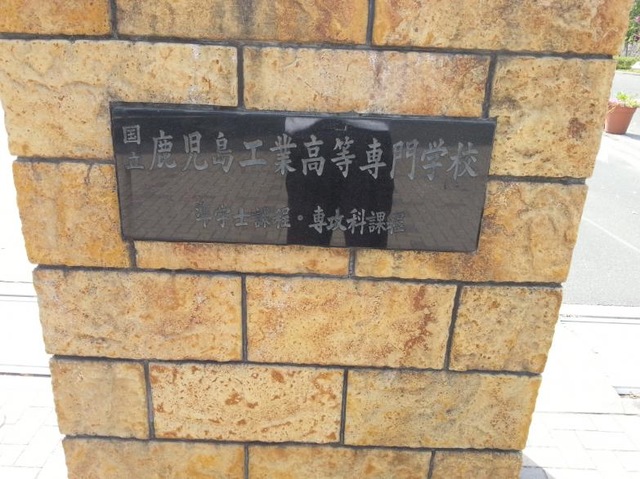 国立 鹿児島工業高等専門学校
準学士課程・専攻科課程